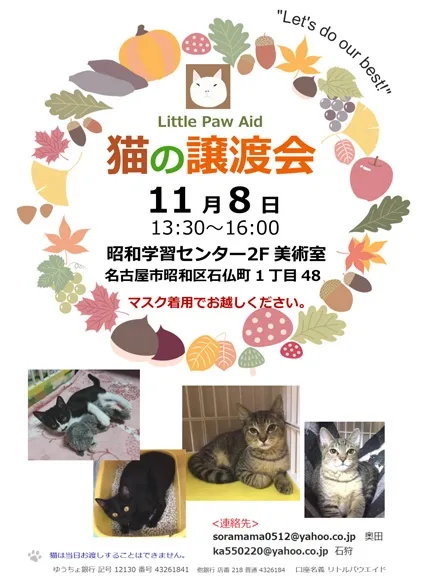 "Let's do our best!"
Little Paw Aid
猫の譲渡会
11月8日
13:30～16:00
昭和学習センター2F 美術室
名古屋市昭和区石仏町1丁目48
マスク着用でお越しください。
<連絡先>
soramama0512@yahoo.co.jp 奥田
ka550220@yahoo.co.jp 石狩
猫は当日お渡しすることはできません。
ゆうちょ銀行 記号 12130 番号 43261841 他銀行 店番 218 普通 4326184 口座名義 リトルパウエイド